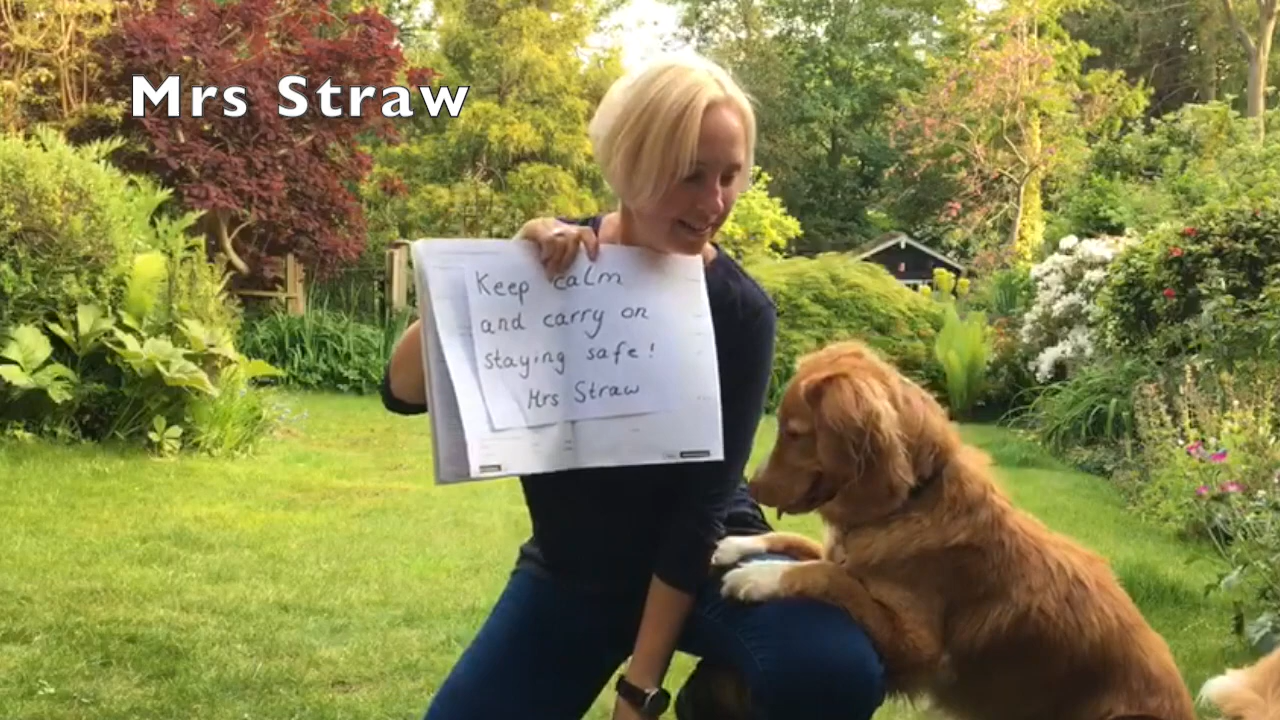 Mrs Straw
Keep calm
and carry on
staying safe!
Mrs Straw